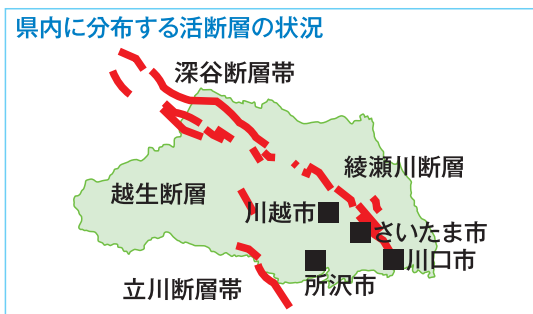 県内に分布する活断層の状況
深谷断層帯
綾瀬川断層
越生断層
川越市
さいたま市
川口市
所沢市
立川断層帯